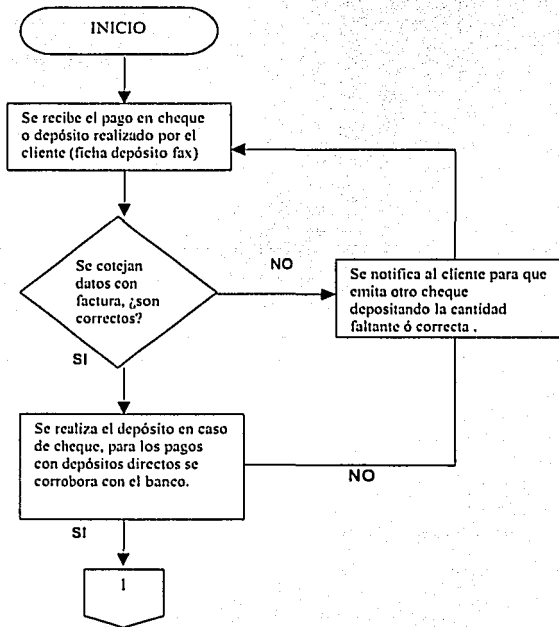 INICIO
Se recibe el pago en cheque
o depósito realizado por el
cliente (ficha depósito fax)
Se cotejan
datos con
factura, ¿son
correctos?
NO
Se notifica al cliente para que
emita otro cheque
depositando la cantidad
faltante ó correcta .
SI
Se realiza el depósito en caso
de cheque, para los pagos
con depósitos directos se
corrobora con el banco.
NO
SI
1